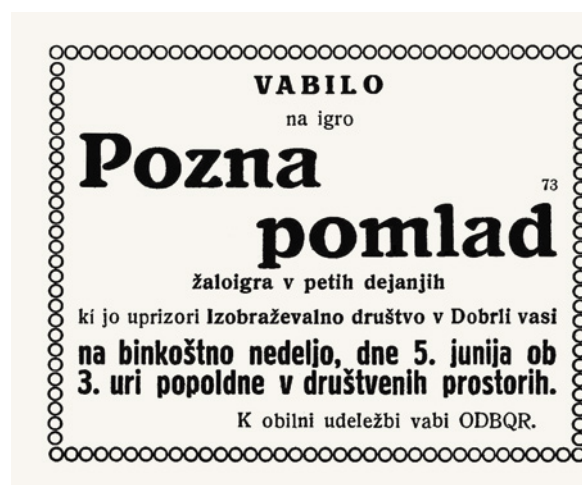 VABILO
na igro
Pozna
73
pomlad
žaloigra v petih dejanjih
ki jo uprizori Izobraževalno društvo v Dobrli vasi
na binkoštno nedeljo, dne 5. junija ob
3. uri popoldne v društvenih prostorih.
K obilni udeležbi vabi ODBQR.